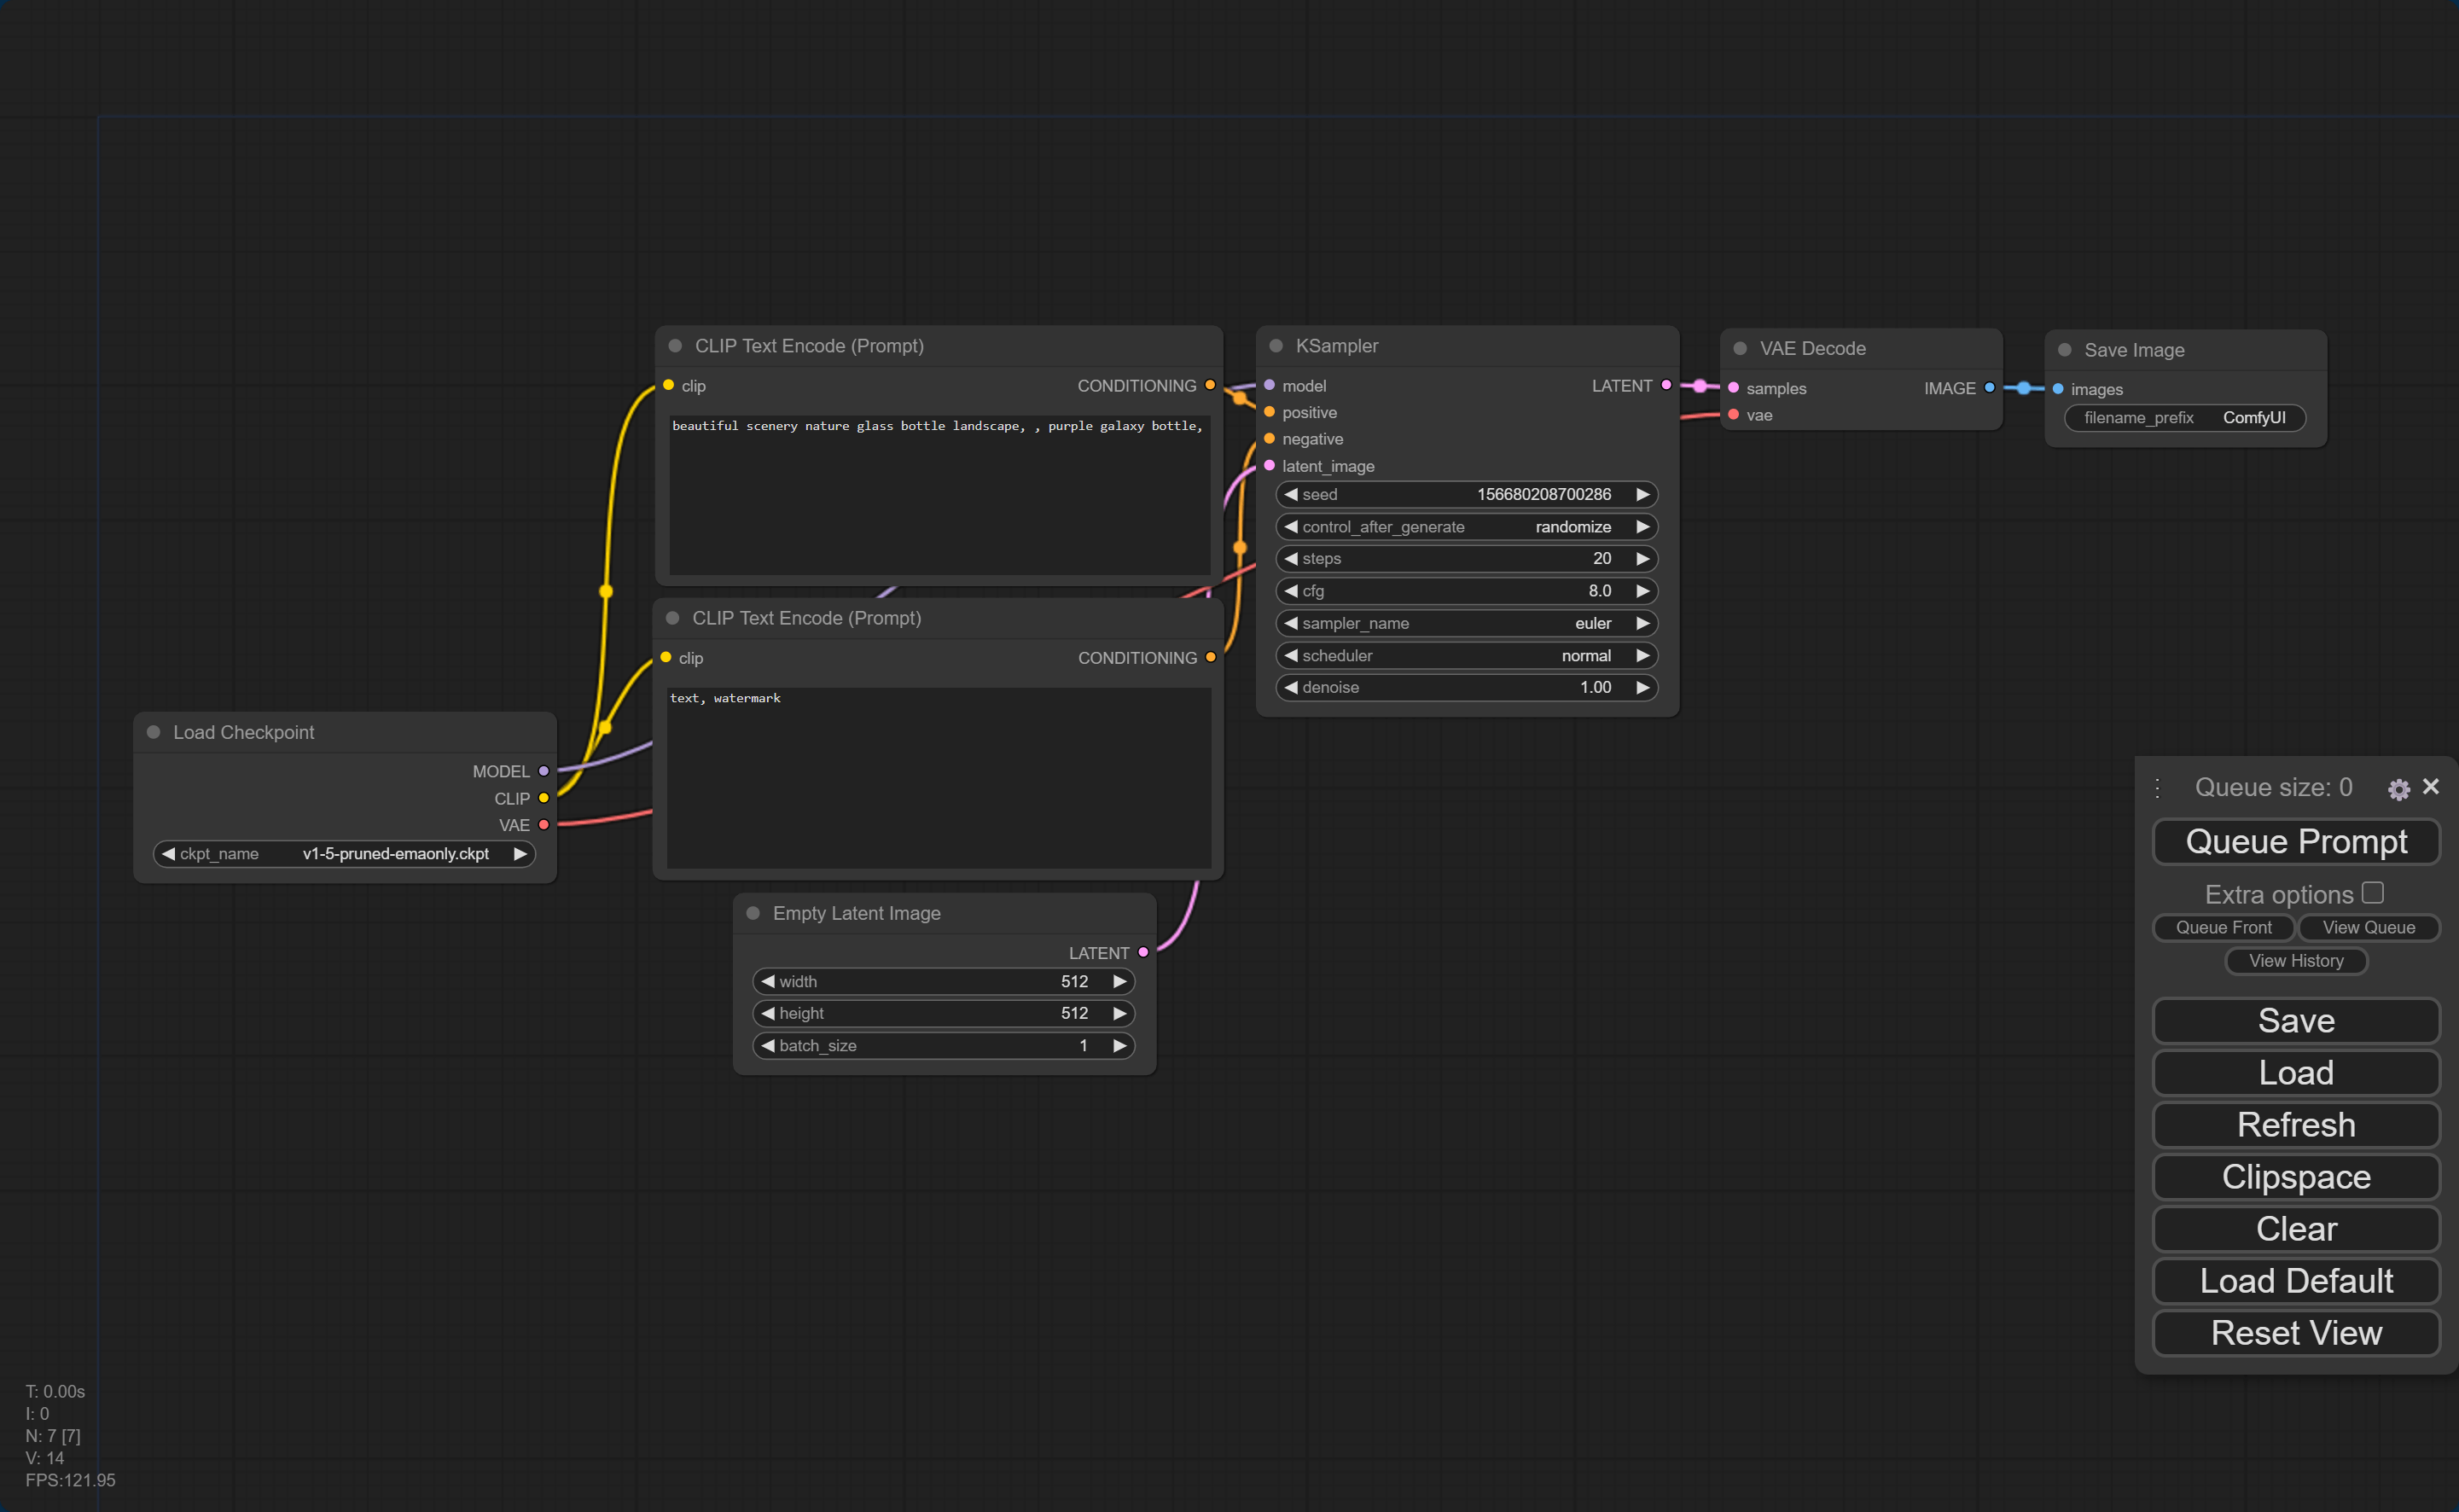 CLIP Text Encode (Prompt)
clip CONDITIONING
beautiful scenery nature glass bottle landscape, , purple galaxy bottle,
CLIP Text Encode (Prompt)
clip CONDITIONING
text, watermark
Load Checkpoint
MODEL
CLIP
VAE
ckpt_name v1-5-pruned-emaonly.ckpt
Empty Latent Image
LATENT
width 512
height 512
batch_size 1
KSampler
model LATENT
positive
negative
latent_image
seed 156680208700286
control_after_generate randomize
steps 20
cfg 8.0
sampler_name euler
scheduler normal
denoise 1.00
VAE Decode
samples IMAGE
vae
Save Image
images
filename_prefix ComfyUI
Queue size: 0
Queue Prompt
Extra options
Queue Front View Queue
View History
Save
Load
Refresh
Clipspace
Clear
Load Default
Reset View
T: 0.00s
I: 0
N: 7 [7]
V: 14
FPS:121.95